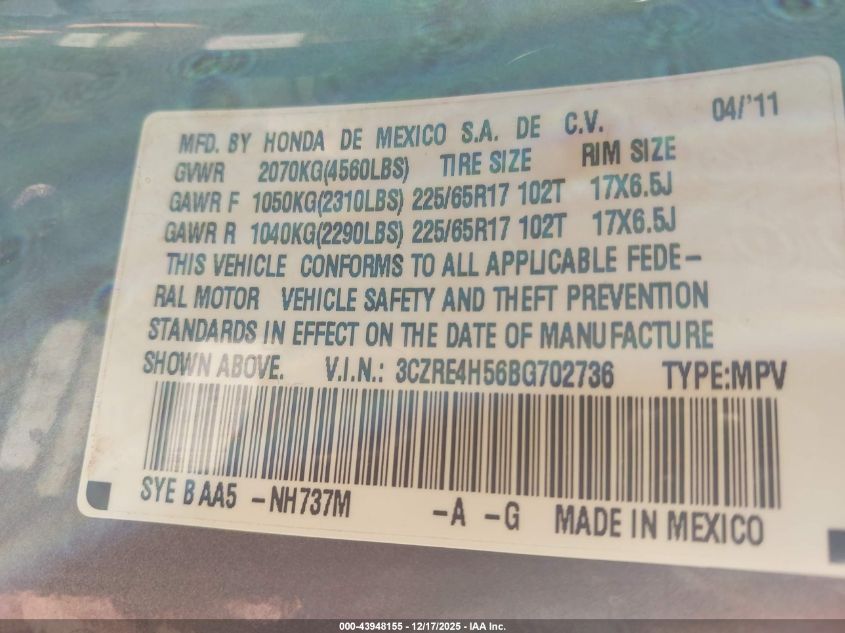 04/'11
MFD. BY HONDA DE MEXICO S.A. DE C.V.
GVWR 2070KG(4560LBS) TIRE SIZE RIM SIZE
GAWR F 1050KG(2310LBS) 225/65R17 102T 17X6.5J
GAWR R 1040KG(2290LBS) 225/65R17 102T 17X6.5J
THIS VEHICLE CONFORMS TO ALL APPLICABLE FEDE-
RAL MOTOR VEHICLE SAFETY AND THEFT PREVENTION
STANDARDS IN EFFECT ON THE DATE OF MANUFACTURE
SHOWN ABOVE. V.I.N.: 3CZRE4H56BG702736 TYPE:MPV
SYE B AA5 -NH737M -A -G MADE IN MEXICO
000-43948155 - 12/17/2025 - IAA Inc.